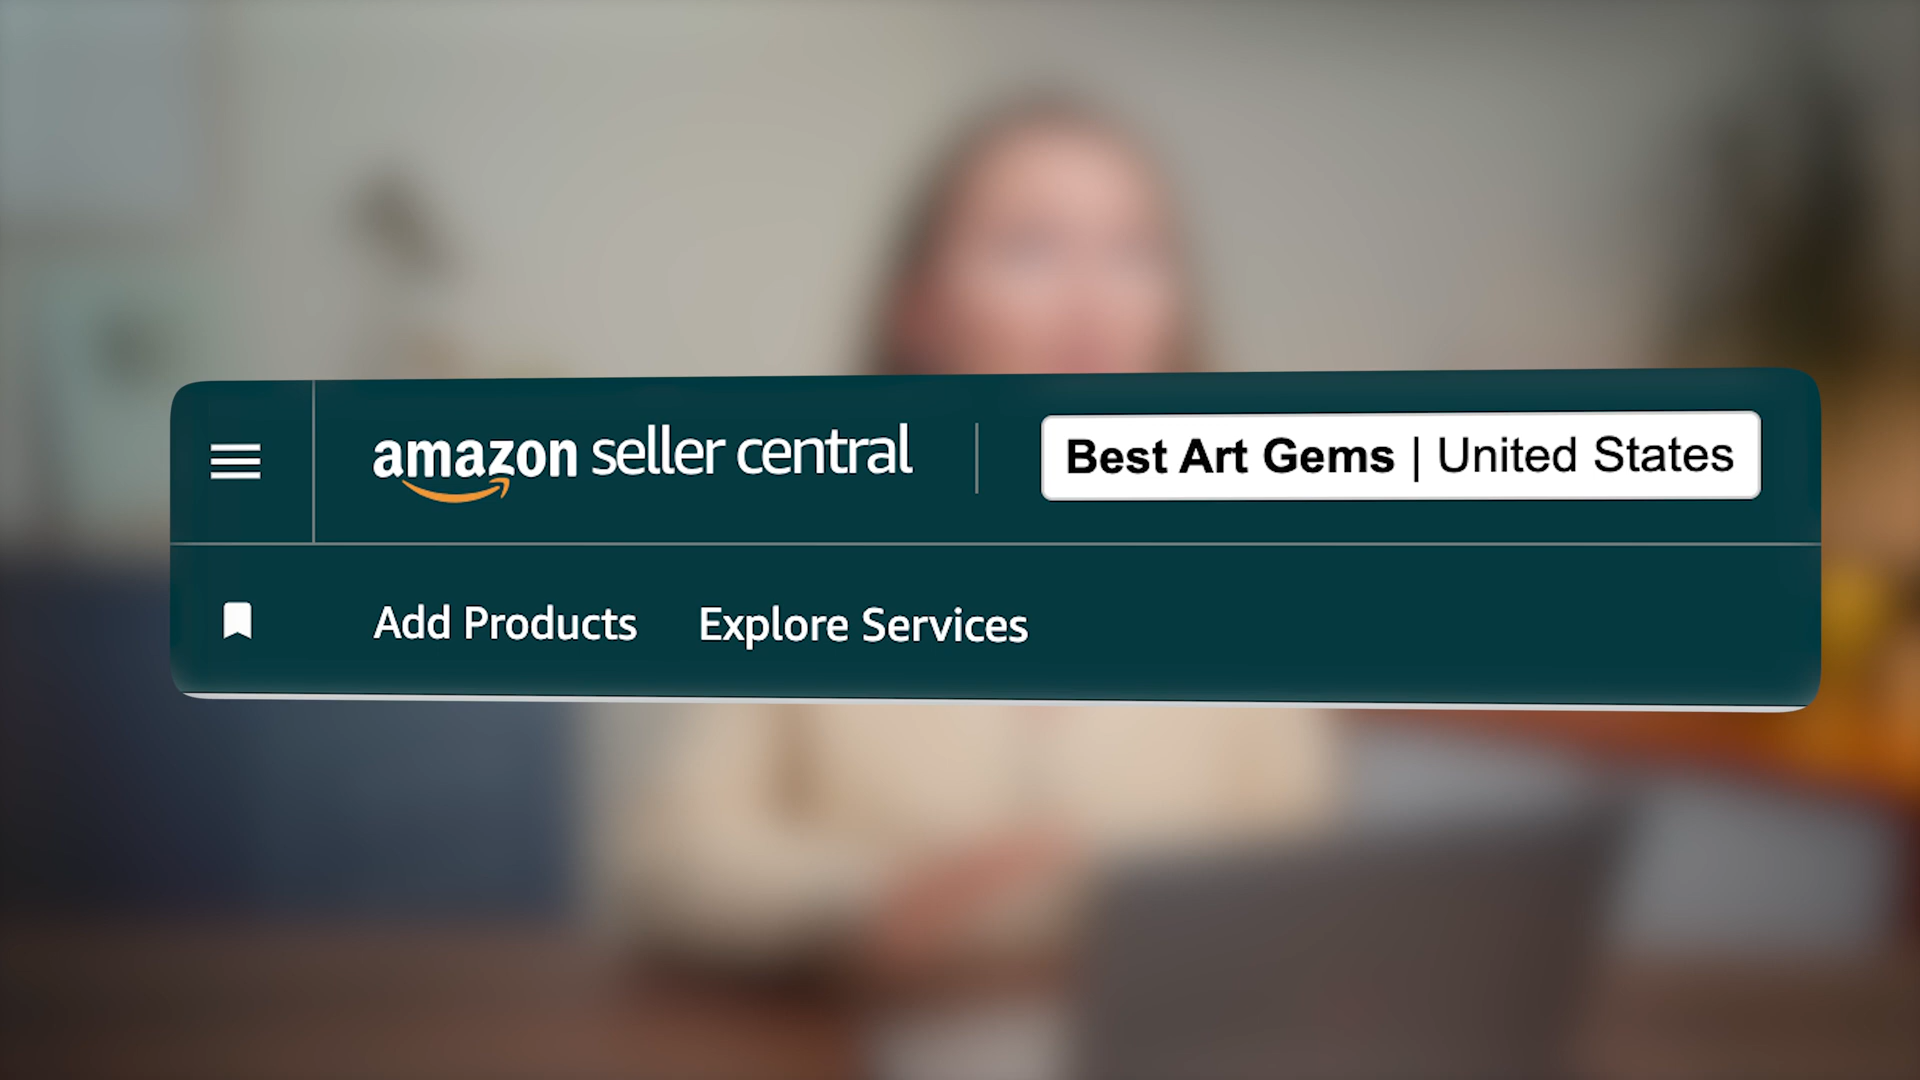 amazon seller central
Best Art Gems | United States
Add Products Explore Services